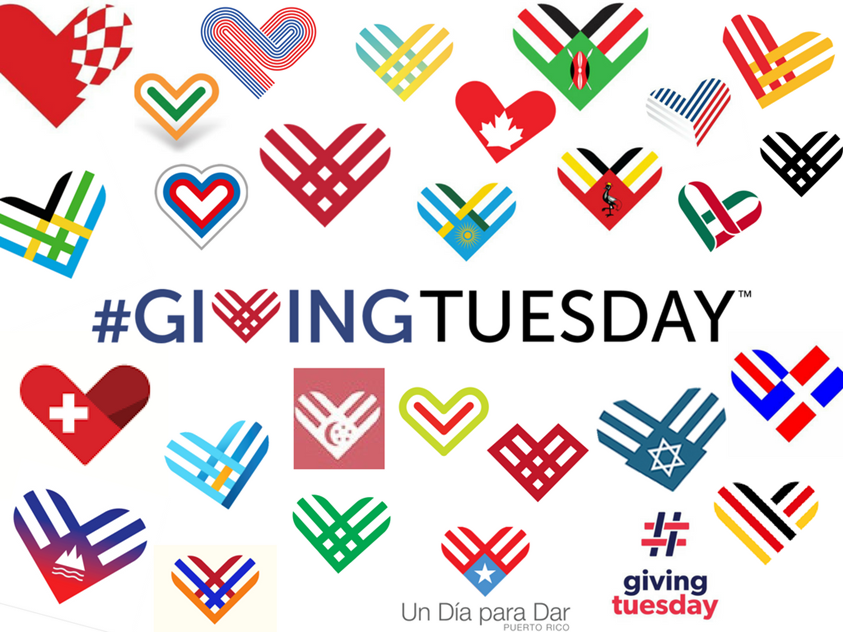 #GIVINGTUESDAY™
Un Día para Dar
PUERTO RICO
#
giving
tuesday